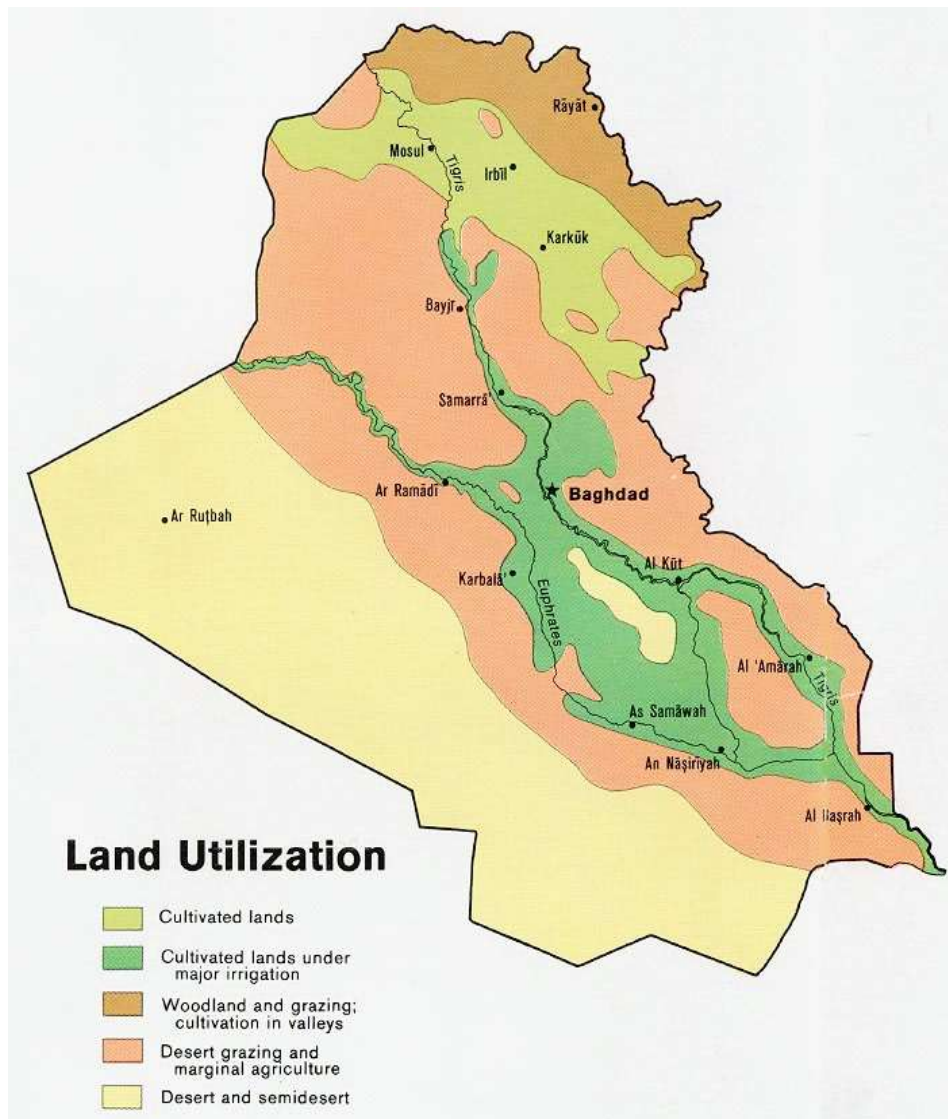 Rāyāt
Mosul
Tigris
Irbīl
Karkūk
Bayjī
Sāmarrā'
Ar Ramādī
Baghdad
Ar Ruṭbah
Al Kūt
Karbalā'
Euphrates
Al 'Amārah
Tigris
As Samāwah
An Nāṣirīyah
Al Baṣrah
Land Utilization
Cultivated lands
Cultivated lands under
major irrigation
Woodland and grazing;
cultivation in valleys
Desert grazing and
marginal agriculture
Desert and semidesert